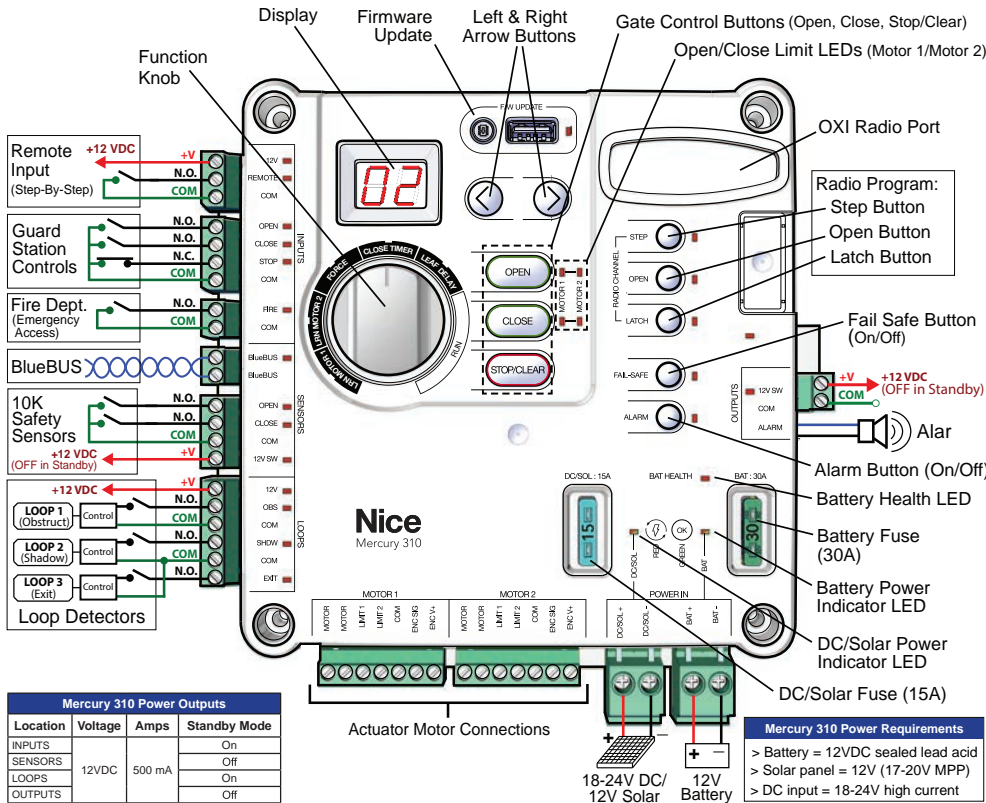 Display
Firmware
Update
Left & Right
Arrow Buttons
Gate Control Buttons (Open, Close, Stop/Clear)
Open/Close Limit LEDs (Motor 1/Motor 2)
Function
Knob
OXI Radio Port
Radio Program:
Step Button
Open Button
Latch Button
Fail Safe Button
(On/Off)
+12 VDC
(OFF in Standby)
+V
COM
Alar
Alarm Button (On/Off)
Battery Health LED
Battery Fuse
(30A)
Battery Power
Indicator LED
DC/Solar Power
Indicator LED
DC/Solar Fuse (15A)
Remote
Input
(Step-By-Step)
+12 VDC
+V
N.O.
COM
Guard
Station
Controls
N.O.
N.O.
N.C.
COM
Fire Dept.
(Emergency
Access)
N.O.
COM
BlueBUS
10K
Safety
Sensors
N.O.
N.O.
COM
+12 VDC
(OFF in Standby)
+V
+12 VDC
+V
LOOP 1
(Obstruct)
Control
N.O.
COM
LOOP 2
(Shadow)
Control
N.O.
COM
LOOP 3
(Exit)
Control
N.O.
Loop Detectors
12V
REMOTE
COM
OPEN
CLOSE
STOP
COM
INPUTS
FIRE
COM
BlueBUS
BlueBUS
OPEN
CLOSE
COM
12V SW
SENSORS
12V
OBS
COM
SHDW
COM
EXIT
LOOPS
F/W UPDATE
02
LRN MOTOR 1
LRN MOTOR 2
FORCE
CLOSE TIMER
LEAF DELAY
RUN
OPEN
CLOSE
STOP/CLEAR
MOTOR 1
MOTOR 2
RADIO CHANNEL
STEP
OPEN
LATCH
FAIL-SAFE
ALARM
OUTPUTS
12V SW
COM
ALARM
Nice
Mercury 310
DC/SOL : 15A
15
BAT HEALTH
BAT : 30A
30
DC/SOL
RED
OK
GREEN
BAT
POWER IN
DC/SOL +
DC/SOL -
BAT +
BAT -
MOTOR 1
MOTOR
MOTOR
LIMIT 1
LIMIT 2
COM
ENC SIG
ENC V+
MOTOR 2
MOTOR
MOTOR
LIMIT 1
LIMIT 2
COM
ENC SIG
ENC V+
Actuator Motor Connections
+ –
18-24V DC/
12V Solar
+ –
12V
Battery
Mercury 310 Power Outputs
Location Voltage Amps Standby Mode
INPUTS 12VDC 500 mA On
SENSORS Off
LOOPS On
OUTPUTS Off
Mercury 310 Power Requirements
> Battery = 12VDC sealed lead acid
> Solar panel = 12V (17-20V MPP)
> DC input = 18-24V high current